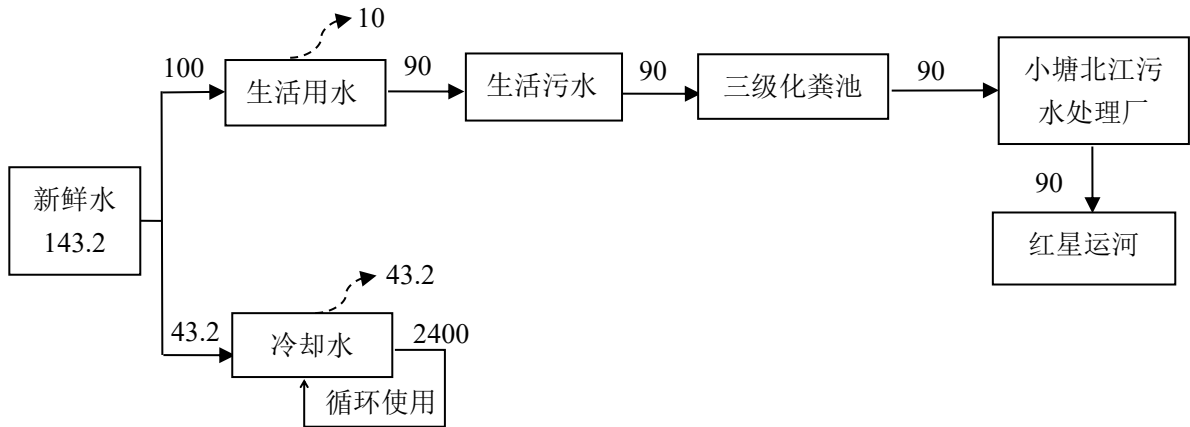 10
100
生活用水
90
生活污水
90
三级化粪池
90
小塘北江污
水处理厂
新鲜水
143.2
90
红星运河
43.2
43.2
冷却水
2400
循环使用